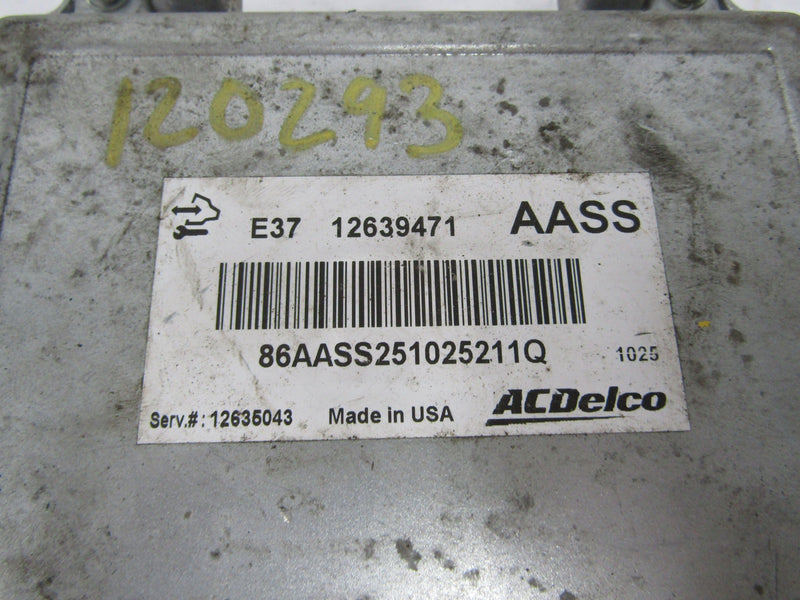 120293
E37 12639471 AASS
86AASS251025211Q 1025
Serv.#: 12635043 Made in USA ACDelco